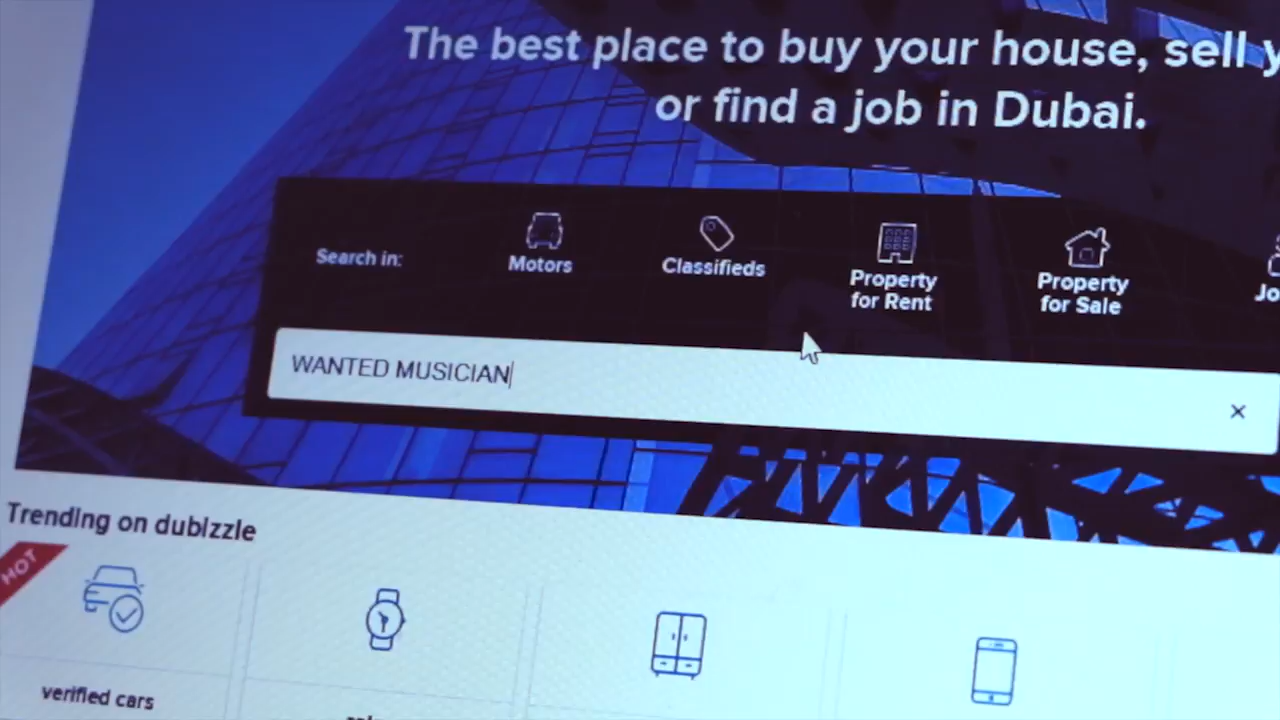 The best place to buy your house, sell y
or find a job in Dubai.
Search in:
Motors
Classifieds
Property
for Rent
Property
for Sale
Jo
WANTED MUSICIAN
×
Trending on dubizzle
HOT
verified cars